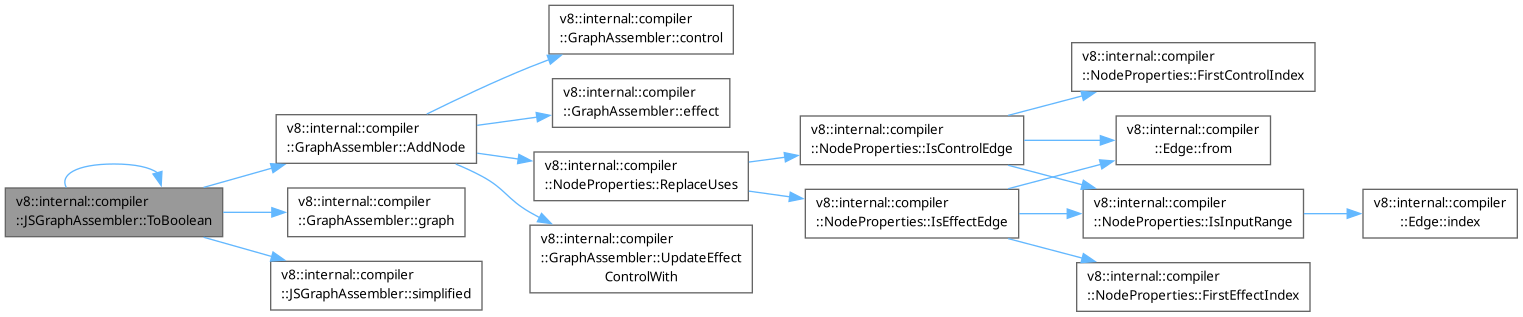 v8::internal::compiler
::JSGraphAssembler::ToBoolean
v8::internal::compiler
::GraphAssembler::AddNode
v8::internal::compiler
::GraphAssembler::graph
v8::internal::compiler
::JSGraphAssembler::simplified
v8::internal::compiler
::GraphAssembler::control
v8::internal::compiler
::GraphAssembler::effect
v8::internal::compiler
::NodeProperties::ReplaceUses
v8::internal::compiler
::GraphAssembler::UpdateEffect
ControlWith
v8::internal::compiler
::NodeProperties::IsControlEdge
v8::internal::compiler
::NodeProperties::IsEffectEdge
v8::internal::compiler
::NodeProperties::FirstControlIndex
v8::internal::compiler
::Edge::from
v8::internal::compiler
::NodeProperties::IsInputRange
v8::internal::compiler
::NodeProperties::FirstEffectIndex
v8::internal::compiler
::Edge::index